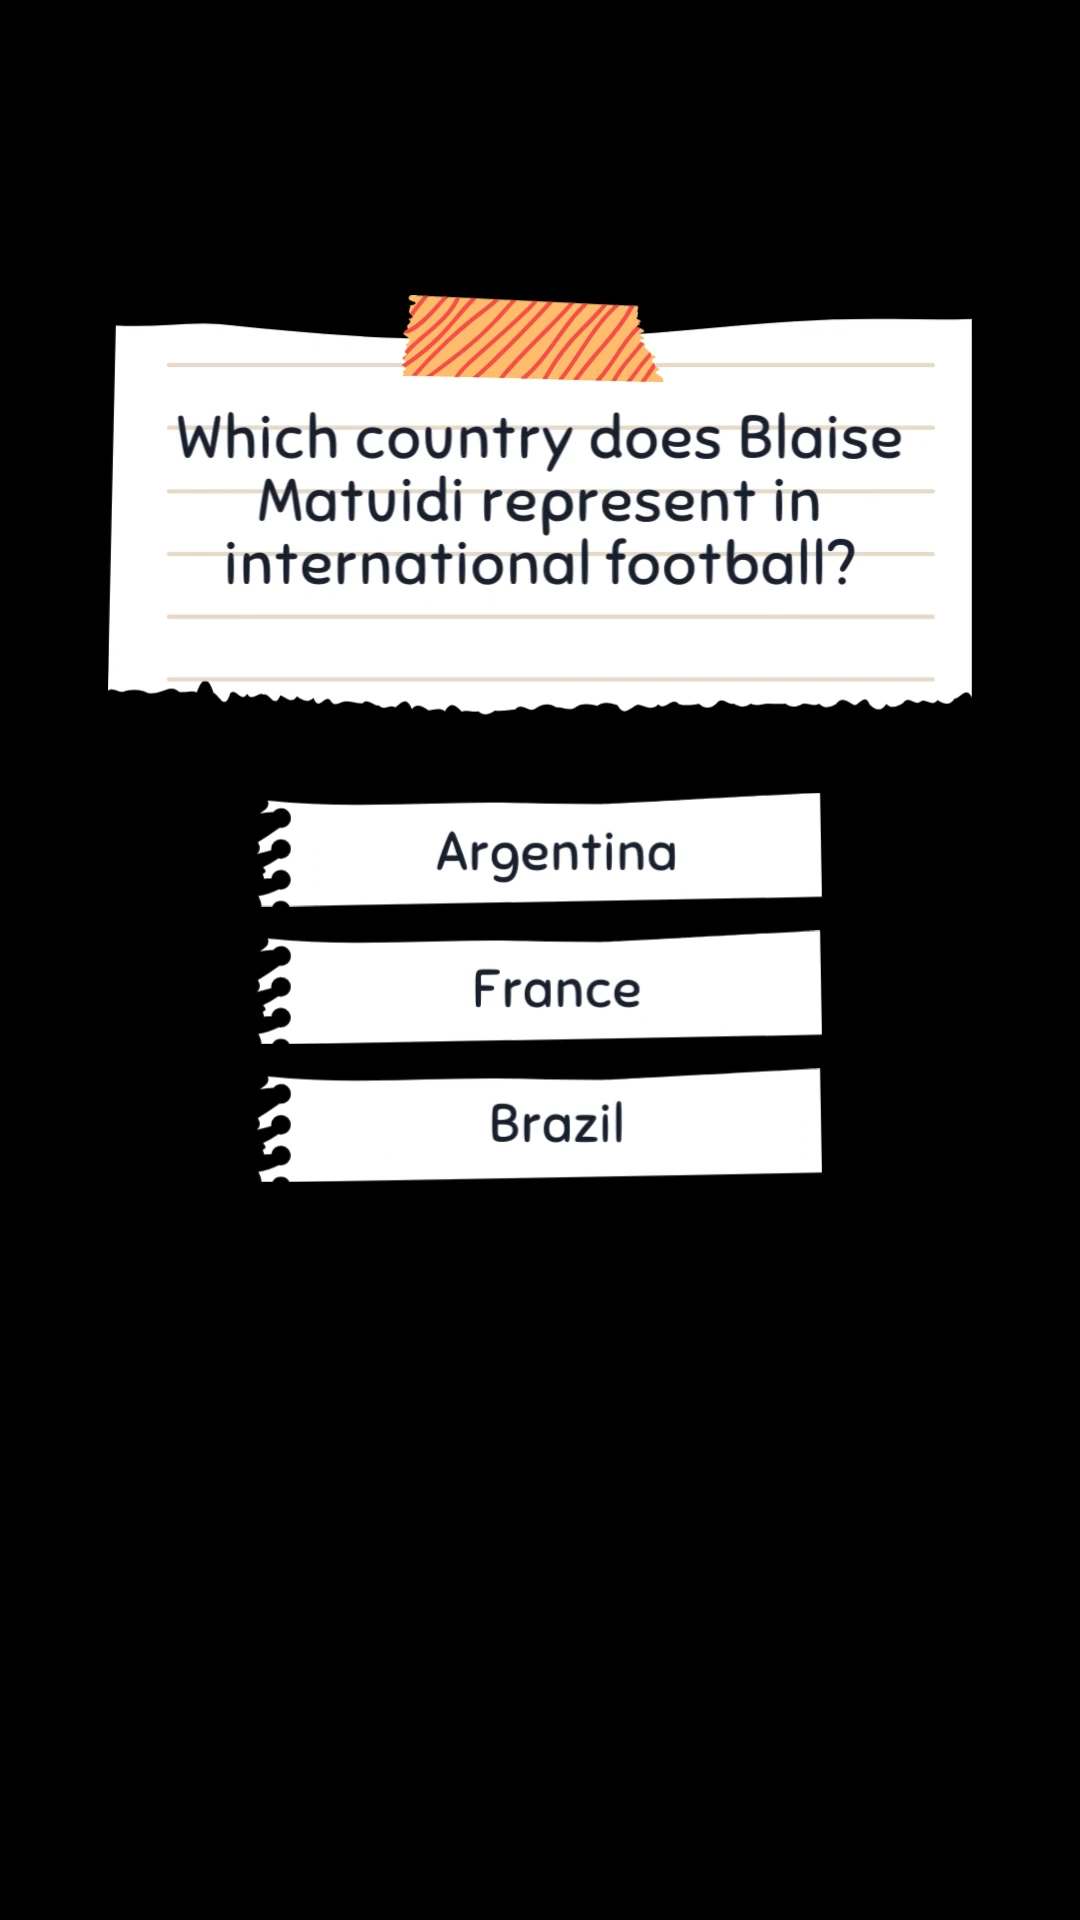 Which country does Blaise
Matuidi represent in
international football?
Argentina
France
Brazil